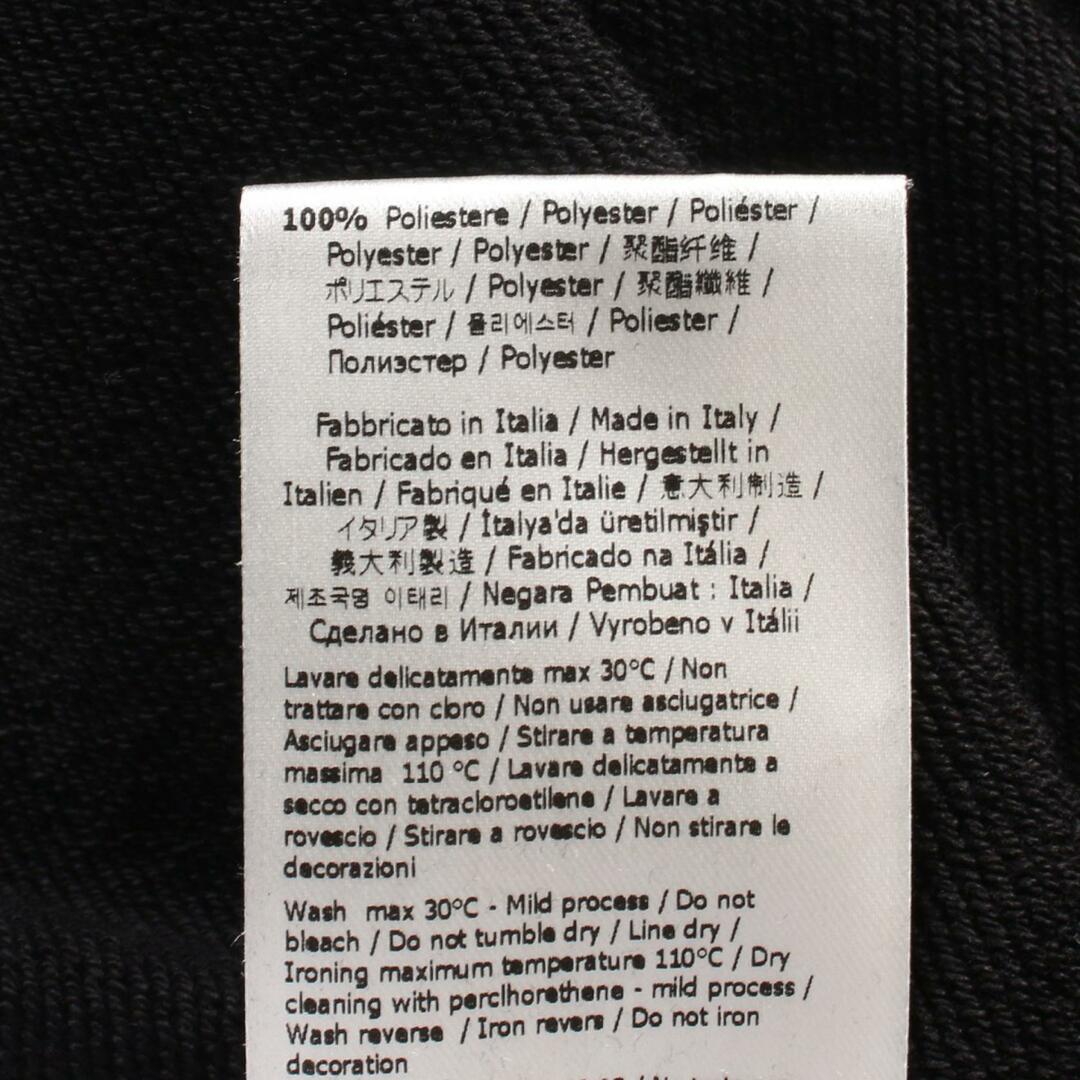 100% Poliestere / Polyester / Poliéster /
Polyester / Polyester / 聚酯纤维 /
ポリエステル / Polyester / 聚酯纖維 /
Poliéster / 폴리에스터 / Poliester /
Полиэстер / Polyester
Fabbricato in Italia / Made in Italy /
Fabricado en Italia / Hergestellt in
Italien / Fabriqué en Italie / 意大利制造 /
イタリア製 / İtalya'da üretilmiştir /
義大利製造 / Fabricado na Itália /
제조국명 이태리 / Negara Pembuat : Italia /
Сделано в Италии / Vyrobeno v Itálii
Lavare delicatamente max 30°C / Non
trattare con cloro / Non usare asciugatrice /
Asciugare appeso / Stirare a temperatura
massima 110 °C / Lavare delicatamente a
secco con tetracloroetilene / Lavare a
rovescio / Stirare a rovescio / Non stirare le
decorazioni
Wash max 30°C - Mild process / Do not
bleach / Do not tumble dry / Line dry /
Ironing maximum temperature 110°C / Dry
cleaning with perclhorethene - mild process /
Wash reverse / Iron revers / Do not iron
decoration